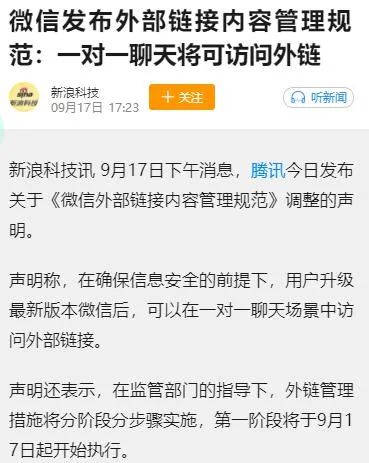 微信发布外部链接内容管理规
范：一对一聊天将可访问外链
sina
新浪科技
新浪科技
09月17日 17:23
+ 关注
听新闻
新浪科技讯 9月17日下午消息，腾讯今日发布
关于《微信外部链接内容管理规范》调整的声
明。
声明称，在确保信息安全的前提下，用户升级
最新版本微信后，可以在一对一聊天场景中访
问外部链接。
声明还表示，在监管部门的指导下，外链管理
措施将分阶段分步骤实施，第一阶段将于9月1
7日起开始执行。